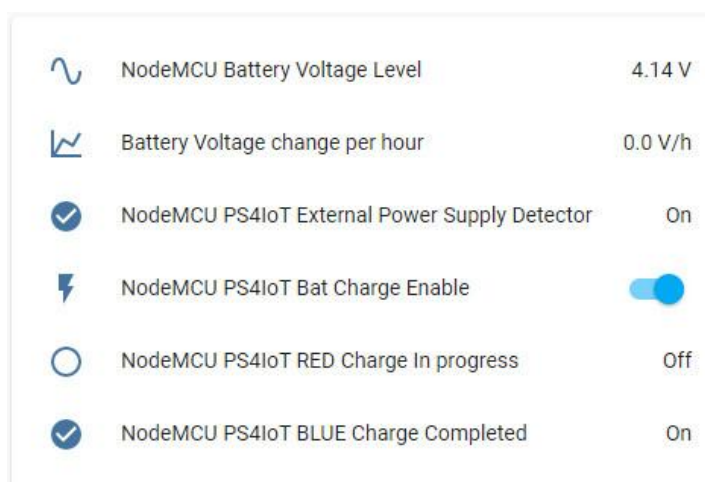 NodeMCU Battery Voltage Level 4.14 V
Battery Voltage change per hour 0.0 V/h
NodeMCU PS4IoT External Power Supply Detector On
NodeMCU PS4IoT Bat Charge Enable
NodeMCU PS4IoT RED Charge In progress Off
NodeMCU PS4IoT BLUE Charge Completed On